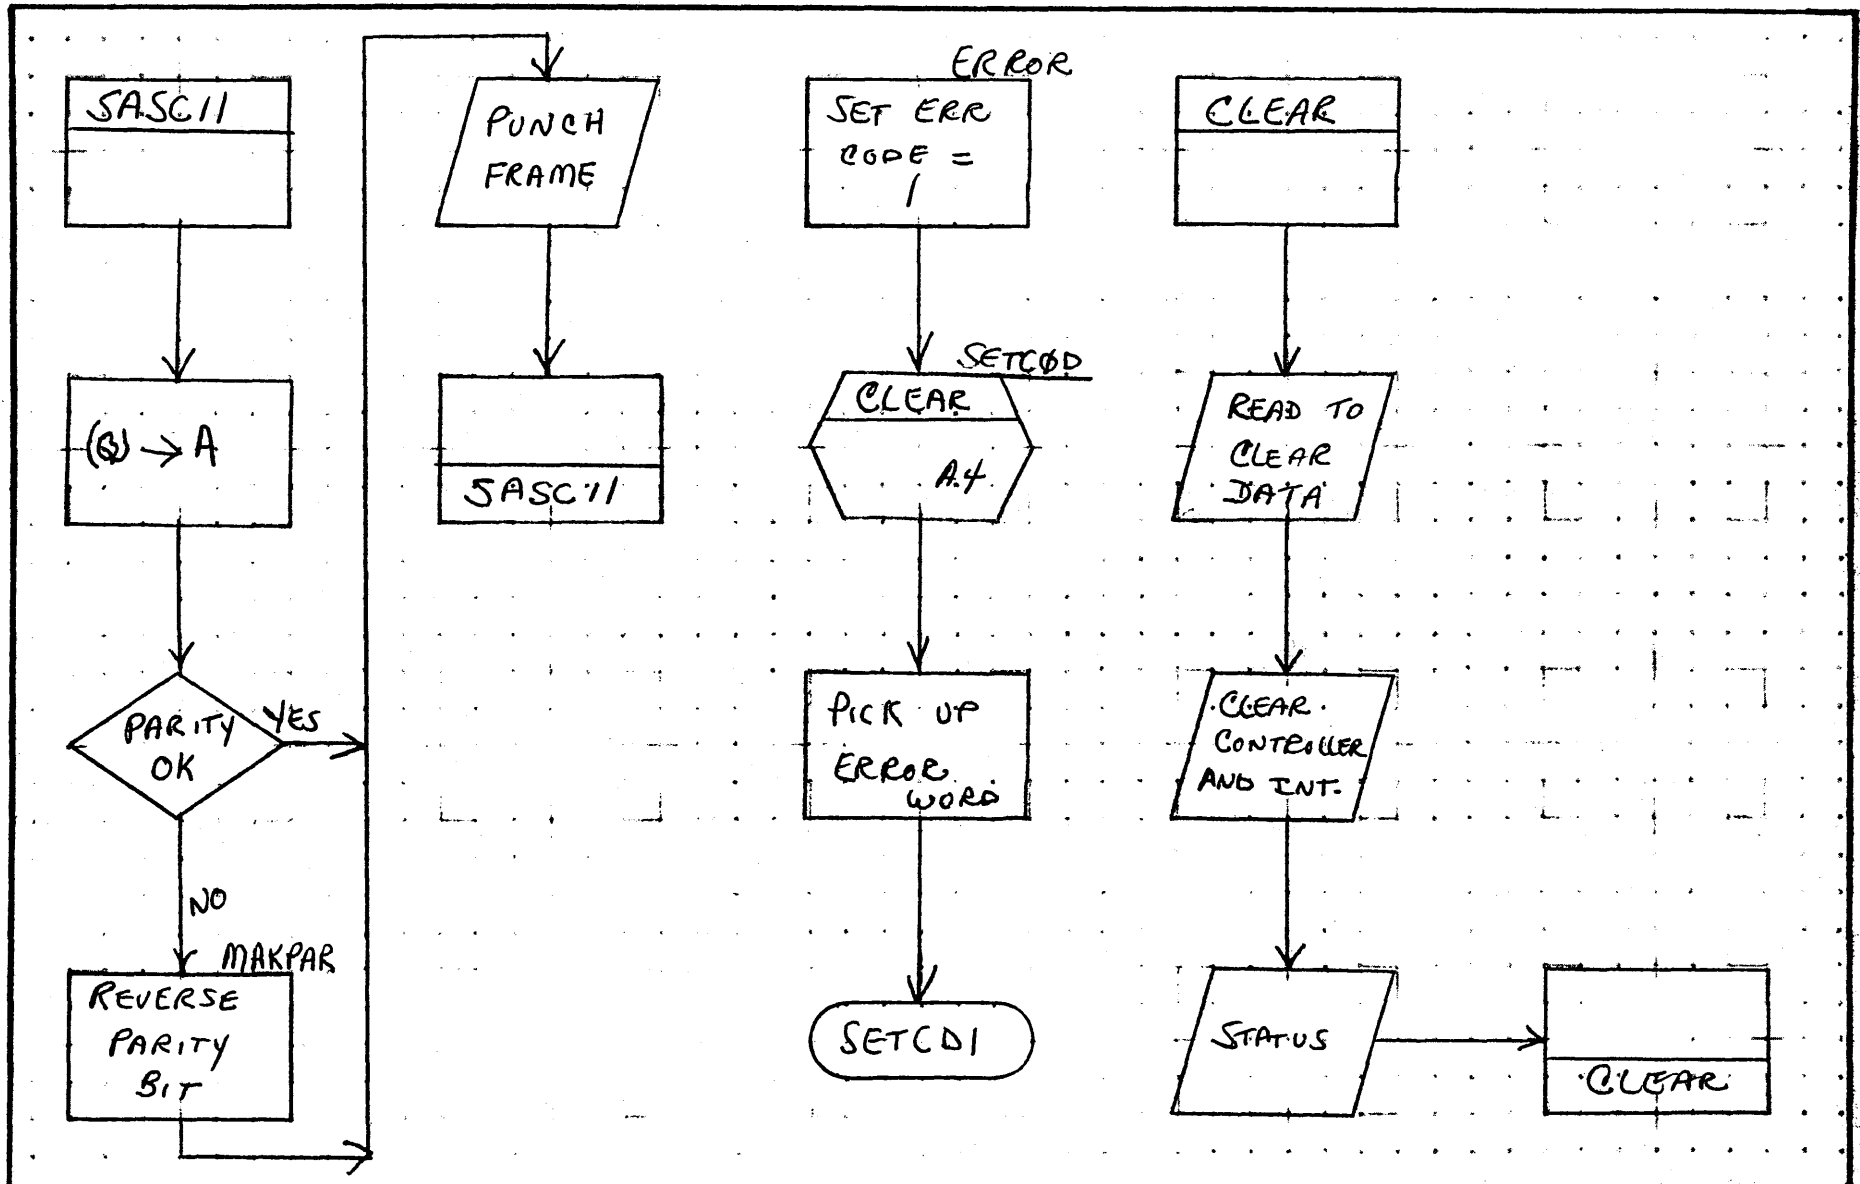 SASCII
(Q) → A
PARITY
OK
YES
NO
MAKPAR
REVERSE
PARITY
BIT
PUNCH
FRAME
SASCII
ERROR
SET ERR
CODE =
1
SETCØD
CLEAR
A.4
PICK UP
ERROR
WORD
SETCD1
CLEAR
READ TO
CLEAR
DATA
CLEAR
CONTROLLER
AND INT.
STATUS
CLEAR